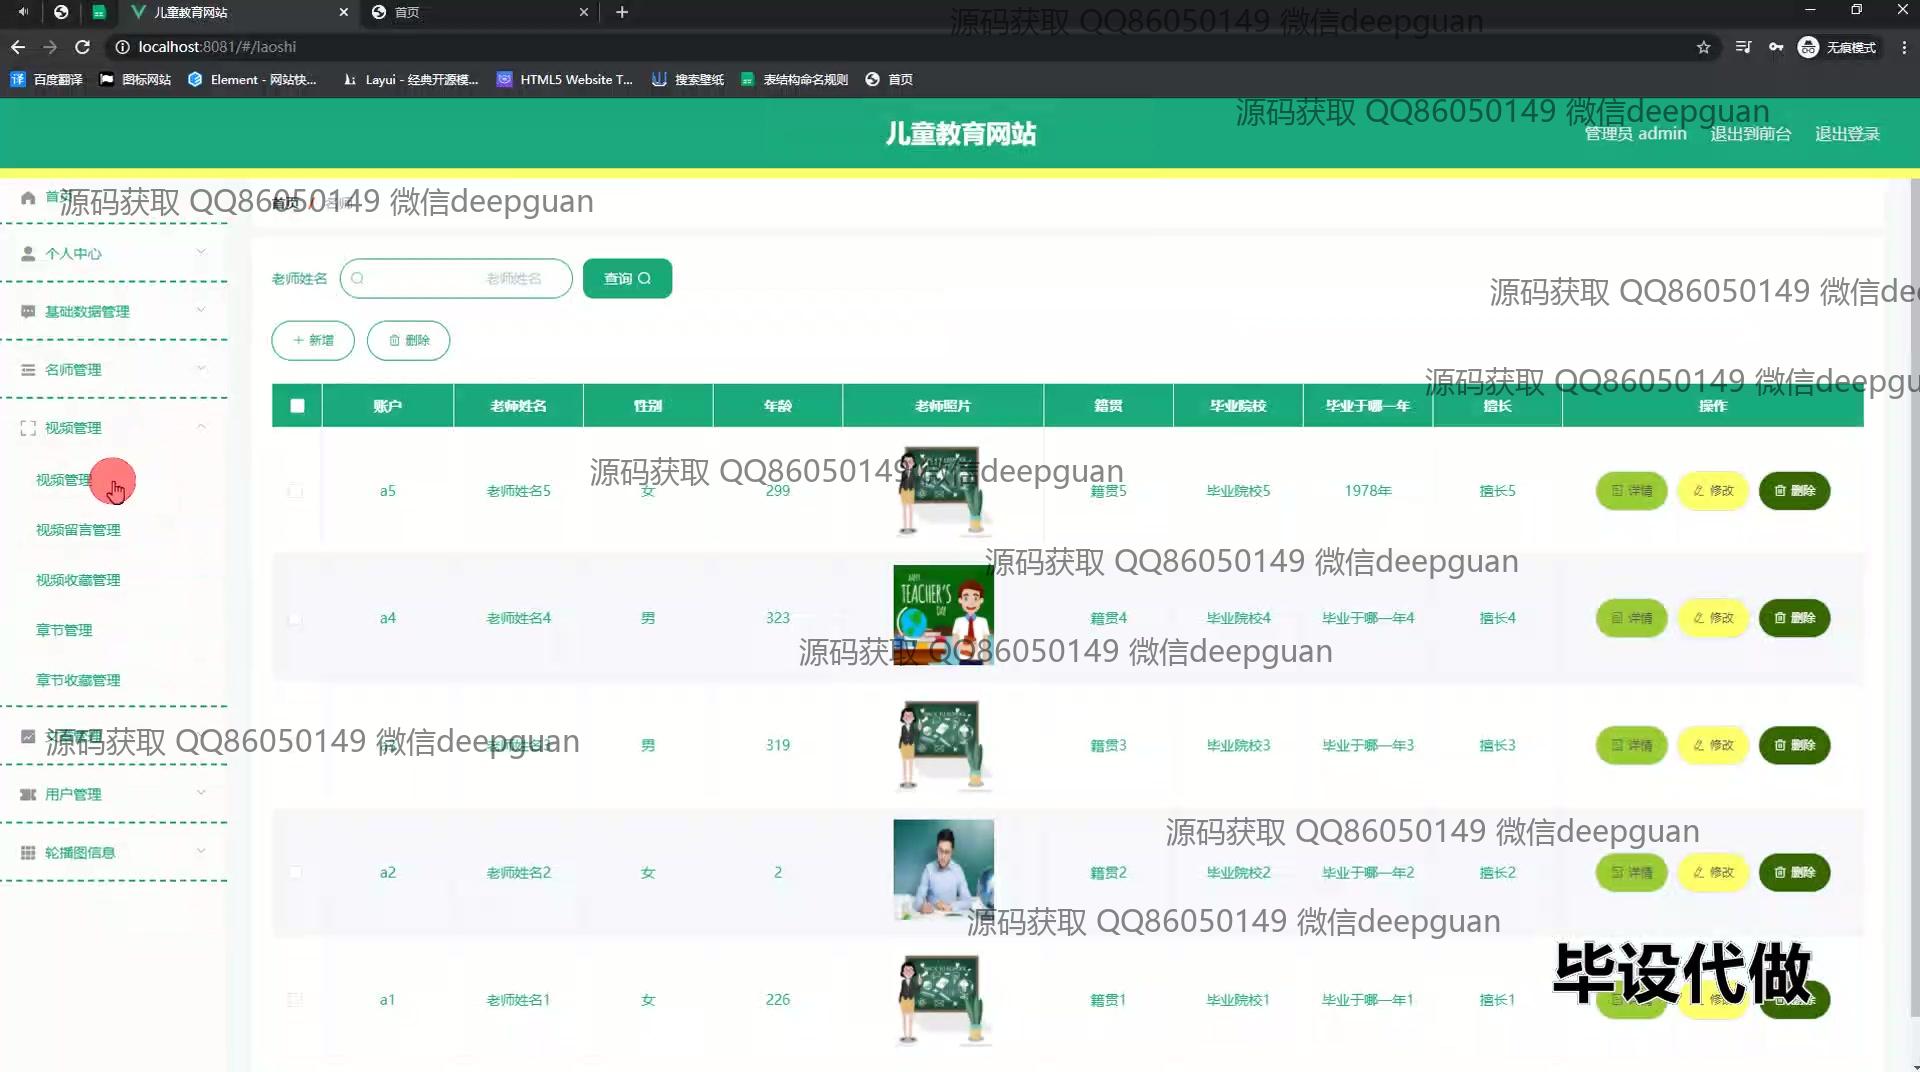 儿童教育网站
首页
localhost:8081/#/laoshi
无痕模式
百度翻译
图标网站
Element - 网站快...
Layui - 经典开源模...
HTML5 Website T...
搜索壁纸
表结构命名规则
首页
源码获取 QQ86050149 微信deepguan
儿童教育网站
源码获取 QQ86050149 微信deepguan
管理员 admin
退出到前台
退出登录
首页
源码获取 QQ86050149 微信deepguan
首页 / 名师
个人中心
基础数据管理
名师管理
视频管理
视频管理
视频留言管理
视频收藏管理
章节管理
章节收藏管理
用户管理
轮播图信息
老师姓名
老师姓名
查询
源码获取 QQ86050149 微信dee
新增
删除
源码获取 QQ86050149 微信deepgu
账户 老师姓名 性别 年龄 老师照片 籍贯 毕业院校 毕业于哪一年 擅长 操作
源码获取 QQ86050149 微信deepguan
a5 老师姓名5 女 299 籍贯5 毕业院校5 1978年 擅长5 详情 修改 删除
源码获取 QQ86050149 微信deepguan
TEACHER'S
DAY
a4 老师姓名4 男 323 籍贯4 毕业院校4 毕业于哪一年4 擅长4 详情 修改 删除
源码获取 QQ86050149 微信deepguan
源码获取 QQ86050149 微信deepguan
老师姓名3 男 319 籍贯3 毕业院校3 毕业于哪一年3 擅长3 详情 修改 删除
源码获取 QQ86050149 微信deepguan
a2 老师姓名2 女 2 籍贯2 毕业院校2 毕业于哪一年2 擅长2 详情 修改 删除
源码获取 QQ86050149 微信deepguan
毕设代做
a1 老师姓名1 女 226 籍贯1 毕业院校1 毕业于哪一年1 擅长1